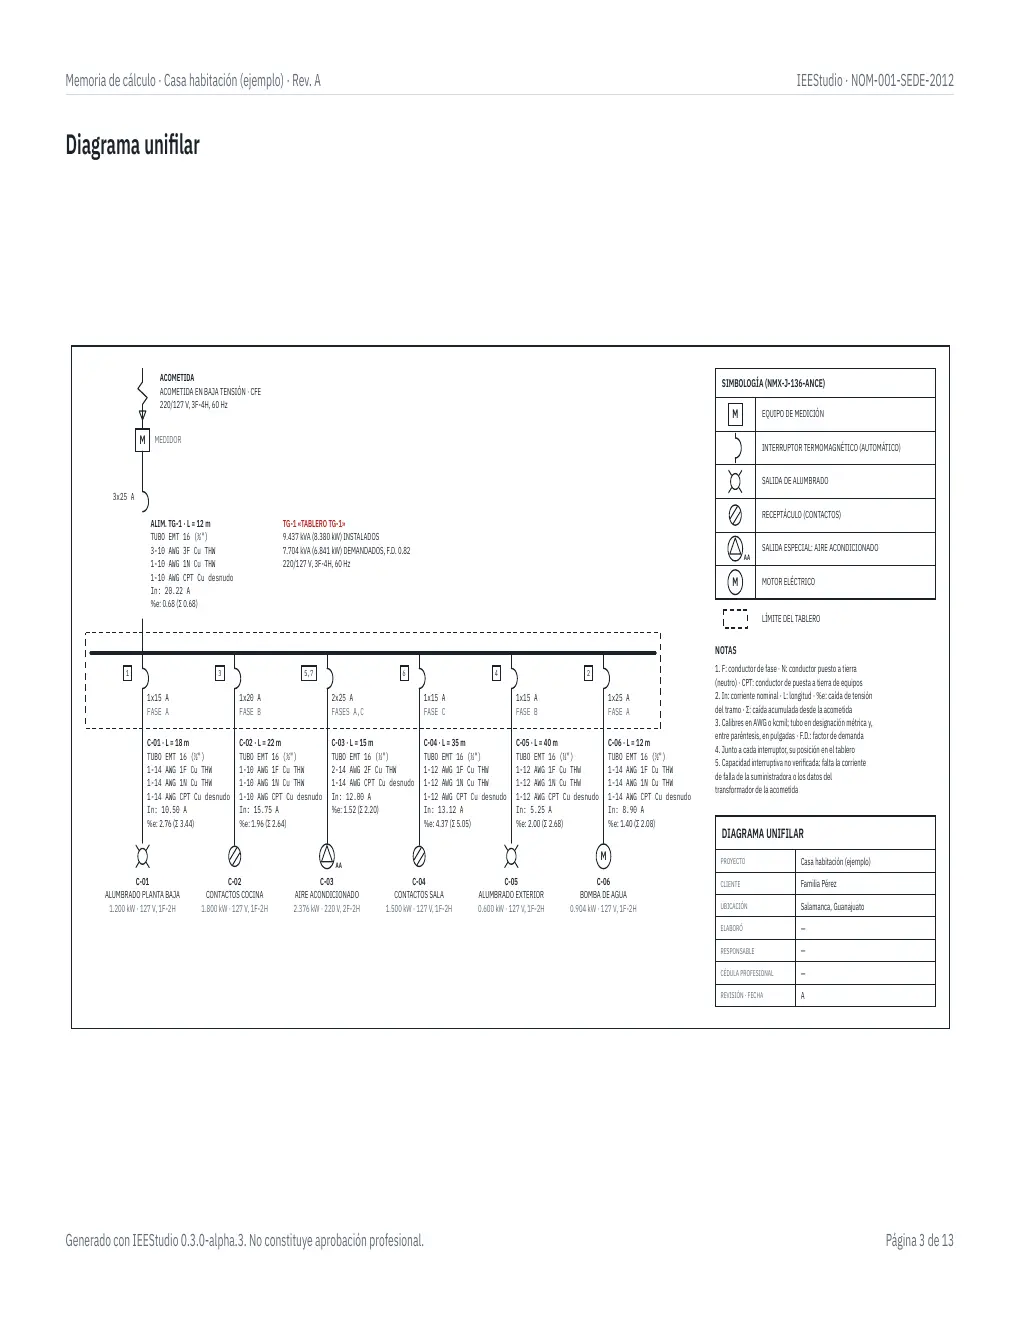 Memoria de cálculo · Casa habitación (ejemplo) · Rev. A
IEEStudio · NOM-001-SEDE-2012
Diagrama unifilar
ACOMETIDA
ACOMETIDA EN BAJA TENSIÓN · CFE
220/127 V, 3F-4H, 60 Hz
M MEDIDOR
3x25 A
ALIM. TG-1 · L = 12 m
TUBO EMT 16 (½")
3-10 AWG 3F Cu THW
1-10 AWG 1N Cu THW
1-10 AWG CPT Cu desnudo
In: 20.22 A
%e: 0.68 (Σ 0.68)
TG-1 «TABLERO TG-1»
9.437 kVA (8.380 kW) INSTALADOS
7.704 kVA (6.841 kW) DEMANDADOS, F.D. 0.82
220/127 V, 3F-4H, 60 Hz
1
1x15 A
FASE A
C-01 · L = 18 m
TUBO EMT 16 (½")
1-14 AWG 1F Cu THW
1-14 AWG 1N Cu THW
1-14 AWG CPT Cu desnudo
In: 10.50 A
%e: 2.76 (Σ 3.44)
C-01
ALUMBRADO PLANTA BAJA
1.200 kW · 127 V, 1F-2H
3
1x20 A
FASE B
C-02 · L = 22 m
TUBO EMT 16 (½")
1-10 AWG 1F Cu THW
1-10 AWG 1N Cu THW
1-10 AWG CPT Cu desnudo
In: 15.75 A
%e: 1.96 (Σ 2.64)
C-02
CONTACTOS COCINA
1.800 kW · 127 V, 1F-2H
5,7
2x25 A
FASES A,C
C-03 · L = 15 m
TUBO EMT 16 (½")
2-14 AWG 2F Cu THW
1-14 AWG CPT Cu desnudo
In: 12.00 A
%e: 1.52 (Σ 2.20)
AA
C-03
AIRE ACONDICIONADO
2.376 kW · 220 V, 2F-2H
6
1x15 A
FASE C
C-04 · L = 35 m
TUBO EMT 16 (½")
1-12 AWG 1F Cu THW
1-12 AWG 1N Cu THW
1-12 AWG CPT Cu desnudo
In: 13.12 A
%e: 4.37 (Σ 5.05)
C-04
CONTACTOS SALA
1.500 kW · 127 V, 1F-2H
4
1x15 A
FASE B
C-05 · L = 40 m
TUBO EMT 16 (½")
1-12 AWG 1F Cu THW
1-12 AWG 1N Cu THW
1-12 AWG CPT Cu desnudo
In: 5.25 A
%e: 2.00 (Σ 2.68)
C-05
ALUMBRADO EXTERIOR
0.600 kW · 127 V, 1F-2H
2
1x25 A
FASE A
C-06 · L = 12 m
TUBO EMT 16 (½")
1-14 AWG 1F Cu THW
1-14 AWG 1N Cu THW
1-14 AWG CPT Cu desnudo
In: 8.90 A
%e: 1.40 (Σ 2.08)
M
C-06
BOMBA DE AGUA
0.904 kW · 127 V, 1F-2H
SIMBOLOGÍA (NMX-J-136-ANCE)
M EQUIPO DE MEDICIÓN
INTERRUPTOR TERMOMAGNÉTICO (AUTOMÁTICO)
SALIDA DE ALUMBRADO
RECEPTÁCULO (CONTACTOS)
AA SALIDA ESPECIAL: AIRE ACONDICIONADO
M MOTOR ELÉCTRICO
LÍMITE DEL TABLERO
NOTAS
1. F: conductor de fase · N: conductor puesto a tierra
(neutro) · CPT: conductor de puesta a tierra de equipos
2. In: corriente nominal · L: longitud · %e: caída de tensión
del tramo · Σ: caída acumulada desde la acometida
3. Calibres en AWG o kcmil; tubo en designación métrica y,
entre paréntesis, en pulgadas · F.D.: factor de demanda
4. Junto a cada interruptor, su posición en el tablero
5. Capacidad interruptiva no verificada: falta la corriente
de falla de la suministradora o los datos del
transformador de la acometida
DIAGRAMA UNIFILAR
PROYECTO Casa habitación (ejemplo)
CLIENTE Familia Pérez
UBICACIÓN Salamanca, Guanajuato
ELABORÓ —
RESPONSABLE —
CÉDULA PROFESIONAL —
REVISIÓN · FECHA A
Generado con IEEStudio 0.3.0-alpha.3. No constituye aprobación profesional.
Página 3 de 13